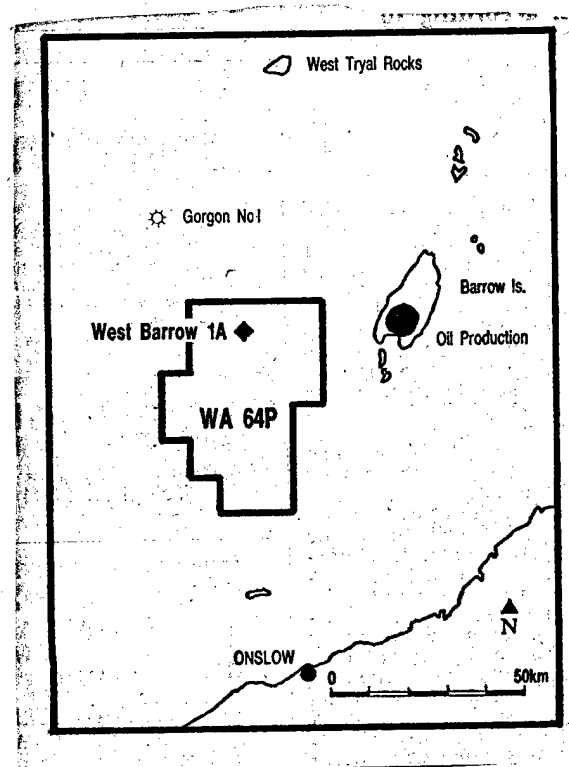 West Tryal Rocks
Gorgon No1
Barrow Is.
West Barrow 1A
Oil Production
WA 64P
N
ONSLOW
0 50km